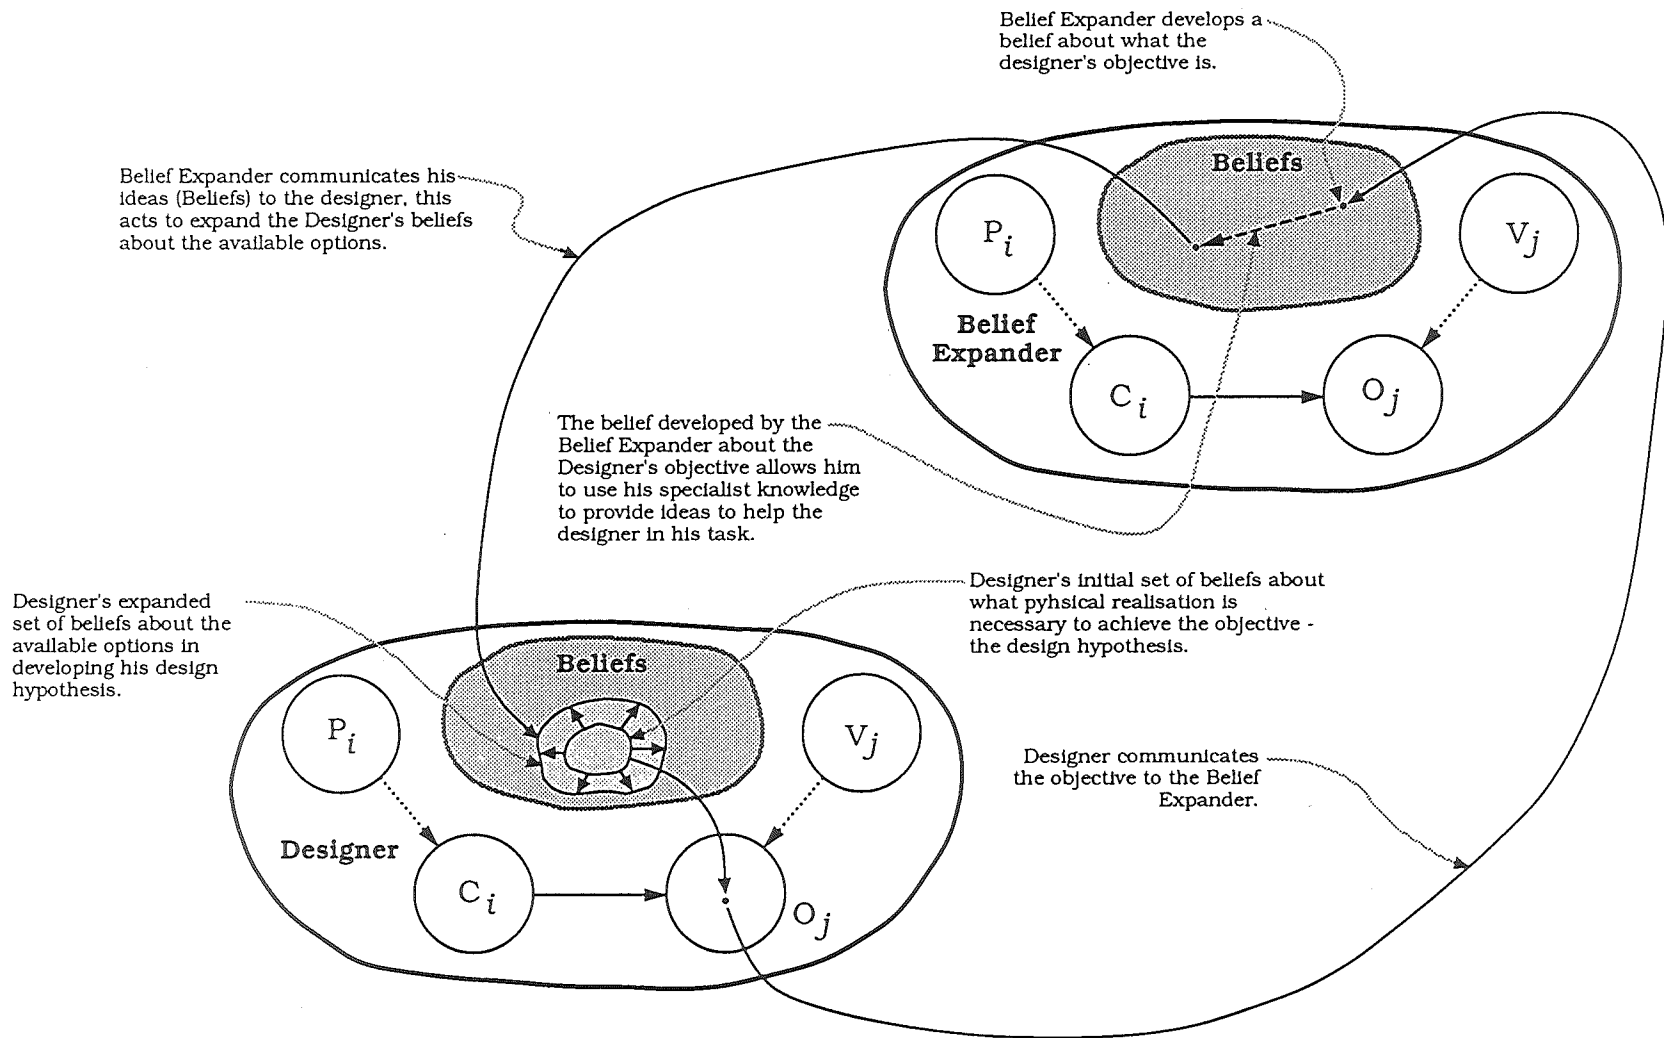 Belief Expander develops a
belief about what the
designer's objective is.
Belief Expander communicates his
ideas (Beliefs) to the designer, this
acts to expand the Designer's beliefs
about the available options.
Beliefs
P i
V j
Belief
Expander
C i
O j
The belief developed by the
Belief Expander about the
Designer's objective allows him
to use his specialist knowledge
to provide ideas to help the
designer in his task.
Designer's initial set of beliefs about
what pyhsical realisation is
necessary to achieve the objective -
the design hypothesis.
Designer's expanded
set of beliefs about the
available options in
developing his design
hypothesis.
Beliefs
P i
V j
Designer communicates
the objective to the Belief
Expander.
Designer
C i
O j